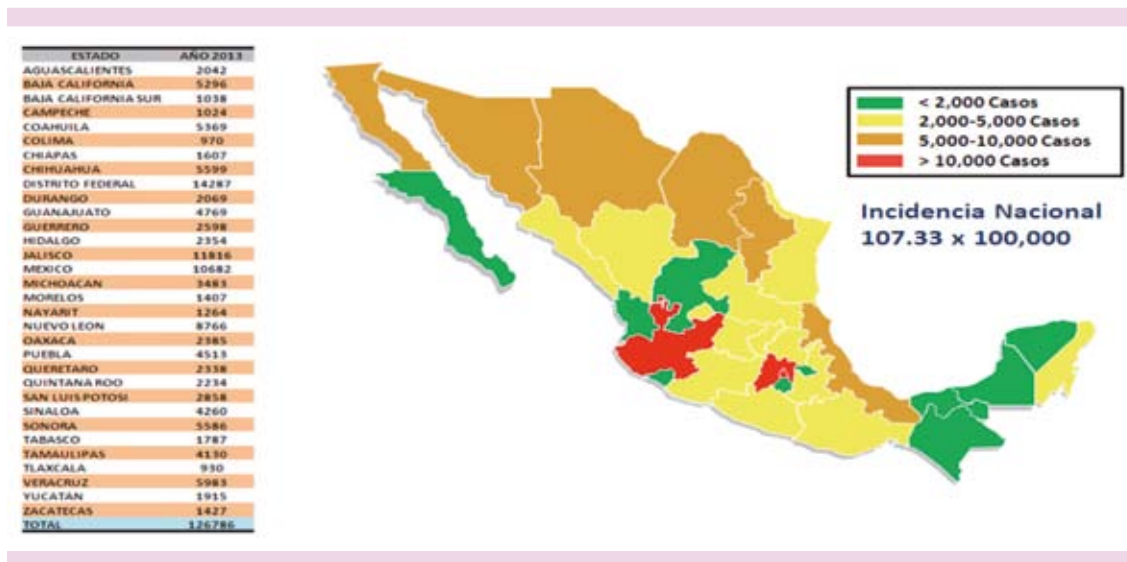 ESTADO AÑO 2013
AGUASCALIENTES 2042
BAJA CALIFORNIA 5296
BAJA CALIFORNIA SUR 1038
CAMPECHE 1024
COAHUILA 5369
COLIMA 970
CHIAPAS 1607
CHIHUAHUA 5599
DISTRITO FEDERAL 14287
DURANGO 2069
GUANAJUATO 4769
GUERRERO 2598
HIDALGO 2354
JALISCO 11816
MEXICO 10682
MICHOACAN 3483
MORELOS 1407
NAYARIT 1264
NUEVO LEON 8766
OAXACA 2385
PUEBLA 4513
QUERETARO 2338
QUINTANA ROO 2234
SAN LUIS POTOSI 2858
SINALOA 4260
SONORA 5586
TABASCO 1787
TAMAULIPAS 4130
TLAXCALA 930
VERACRUZ 5983
YUCATAN 1915
ZACATECAS 1427
TOTAL 126786
< 2,000 Casos
2,000-5,000 Casos
5,000-10,000 Casos
> 10,000 Casos
Incidencia Nacional
107.33 x 100,000